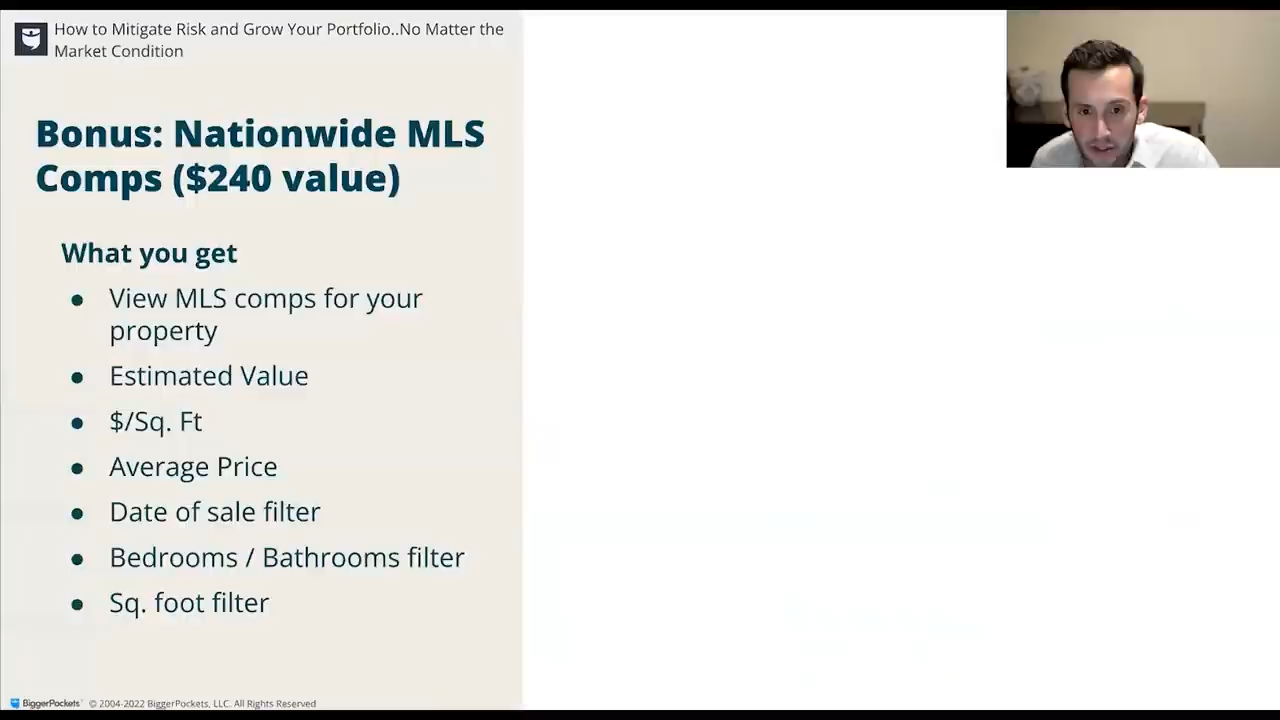 How to Mitigate Risk and Grow Your Portfolio..No Matter the
Market Condition
Bonus: Nationwide MLS
Comps ($240 value)
What you get
● View MLS comps for your
property
● Estimated Value
● $/Sq. Ft
● Average Price
● Date of sale filter
● Bedrooms / Bathrooms filter
● Sq. foot filter
BiggerPockets © 2004-2022 BiggerPockets, LLC. All Rights Reserved